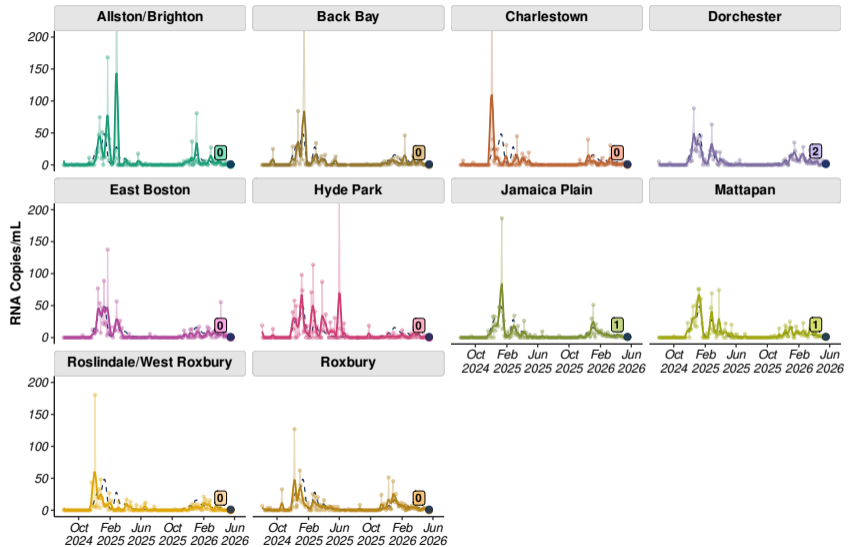 Allston/Brighton Back Bay Charlestown Dorchester
200
150
100
50
0
0 0 0 2
East Boston Hyde Park Jamaica Plain Mattapan
RNA Copies/mL
200
150
100
50
0
0 0 1 1
Oct Feb Jun Oct Feb Jun Oct Feb Jun Oct Feb Jun
2024 2025 2025 2025 2026 2026 2024 2025 2025 2025 2026 2026
Roslindale/West Roxbury Roxbury
200
150
100
50
0
0 0
Oct Feb Jun Oct Feb Jun Oct Feb Jun Oct Feb Jun
2024 2025 2025 2025 2026 2026 2024 2025 2025 2025 2026 2026